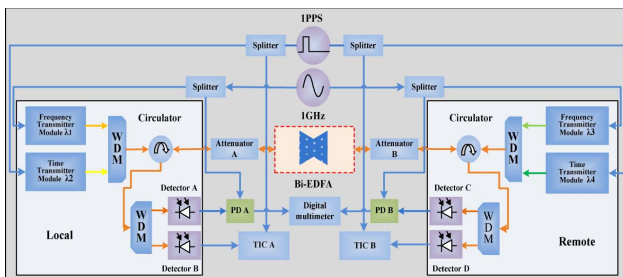 1PPS
Splitter
Splitter
Splitter
Splitter
1GHz
Frequency
Transmitter
Module λ1
Time
Transmitter
Module λ2
WDM
Circulator
Attenuator
A
Bi-EDFA
Attenuator
B
Circulator
WDM
Frequency
Transmitter
Module λ3
Time
Transmitter
Module λ4
Detector A
PD A
Digital
multimeter
PD B
Detector C
WDM
WDM
Local
Detector B
TIC A
TIC B
Detector D
Remote